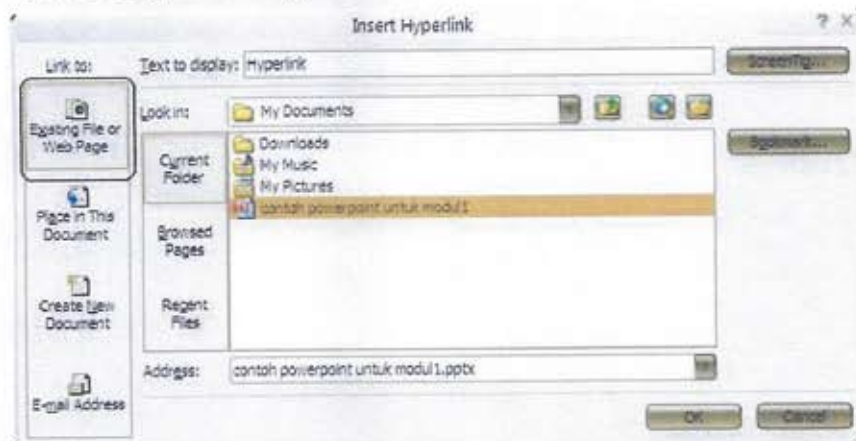 Insert Hyperlink
? X
Link to:
Text to display: Hyperlink
ScreenTip...
Existing File or
Web Page
Look in:
My Documents
Bookmark...
Current
Folder
Downloads
My Music
My Pictures
contoh powerpoint untuk modul1
Place in This
Document
Browsed
Pages
Create New
Document
Recent
Files
Address:
contoh powerpoint untuk modul1.pptx
E-mail Address
OK
Cancel